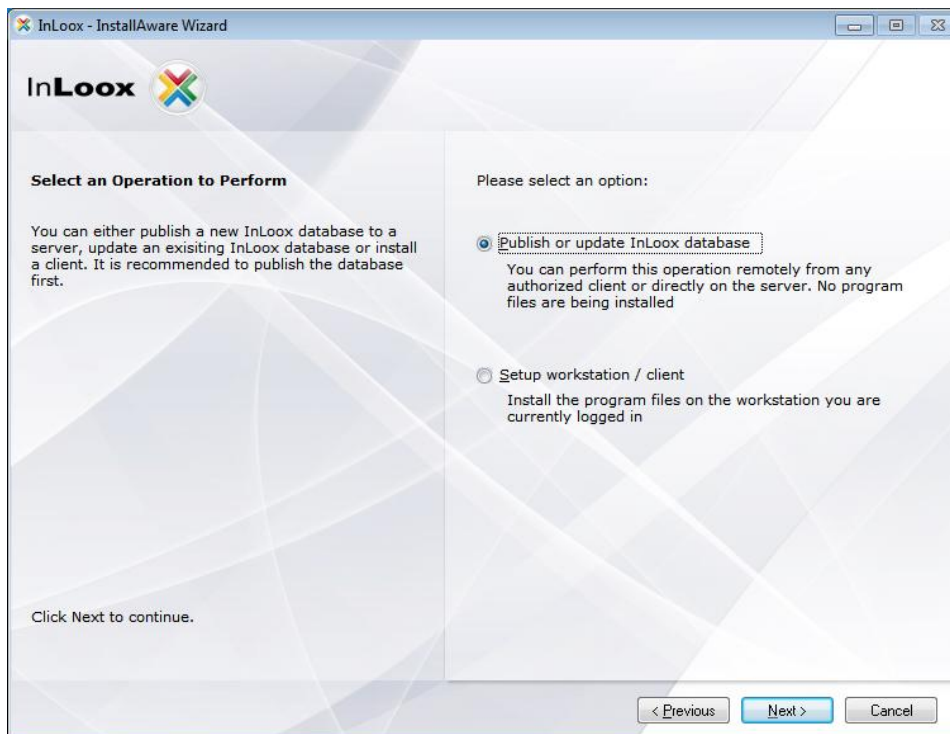 InLoox - InstallAware Wizard
InLoox
Select an Operation to Perform
You can either publish a new InLoox database to a
server, update an exisiting InLoox database or install
a client. It is recommended to publish the database
first.
Click Next to continue.
Please select an option:
Publish or update InLoox database
You can perform this operation remotely from any
authorized client or directly on the server. No program
files are being installed
Setup workstation / client
Install the program files on the workstation you are
currently logged in
< Previous
Next >
Cancel